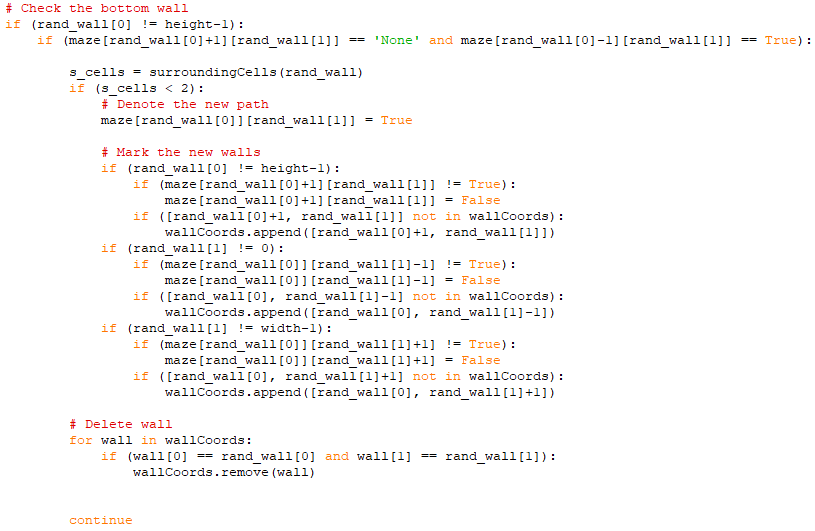 # Check the bottom wall
if (rand_wall[0] != height-1):
    if (maze[rand_wall[0]+1][rand_wall[1]] == 'None' and maze[rand_wall[0]-1][rand_wall[1]] == True):

        s_cells = surroundingCells(rand_wall)
        if (s_cells < 2):
            # Denote the new path
            maze[rand_wall[0]][rand_wall[1]] = True

            # Mark the new walls
            if (rand_wall[0] != height-1):
                if (maze[rand_wall[0]+1][rand_wall[1]] != True):
                    maze[rand_wall[0]+1][rand_wall[1]] = False
                if ([rand_wall[0]+1, rand_wall[1]] not in wallCoords):
                    wallCoords.append([rand_wall[0]+1, rand_wall[1]])
            if (rand_wall[1] != 0):
                if (maze[rand_wall[0]][rand_wall[1]-1] != True):
                    maze[rand_wall[0]][rand_wall[1]-1] = False
                if ([rand_wall[0], rand_wall[1]-1] not in wallCoords):
                    wallCoords.append([rand_wall[0], rand_wall[1]-1])
            if (rand_wall[1] != width-1):
                if (maze[rand_wall[0]][rand_wall[1]+1] != True):
                    maze[rand_wall[0]][rand_wall[1]+1] = False
                if ([rand_wall[0], rand_wall[1]+1] not in wallCoords):
                    wallCoords.append([rand_wall[0], rand_wall[1]+1])

        # Delete wall
        for wall in wallCoords:
            if (wall[0] == rand_wall[0] and wall[1] == rand_wall[1]):
                wallCoords.remove(wall)


        continue